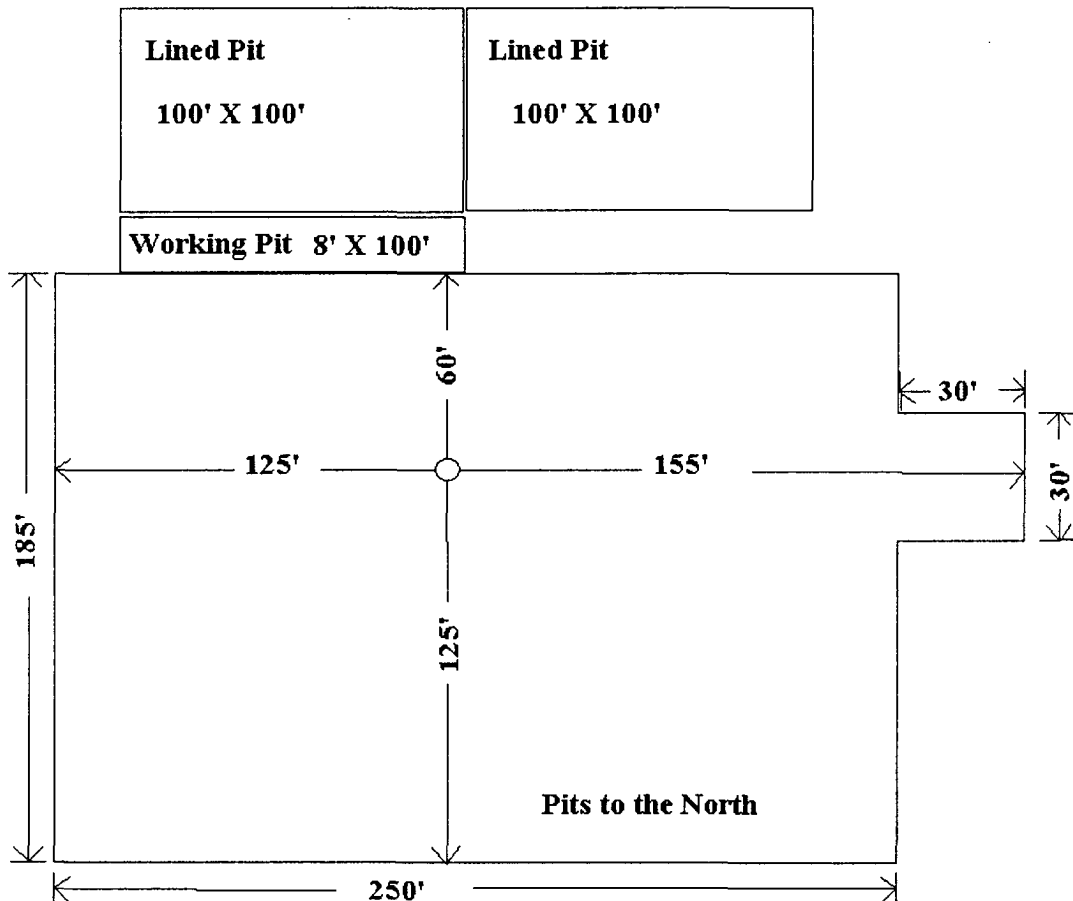 Lined Pit
100' X 100'
Lined Pit
100' X 100'
Working Pit 8' X 100'
60'
30'
125'
155'
30'
185'
125'
Pits to the North
250'